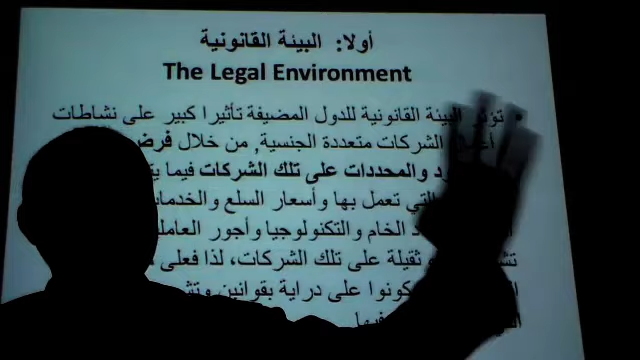 أولا: البيئة القانونية
The Legal Environment
• تؤثر البيئة القانونية للدول المضيفة تأثيرا كبير على نشاطات
الشركات متعددة الجنسية, من خلال فرض
والمحددات على تلك الشركات فيما
التي تعمل بها وأسعار السلع والخدمات
الخام والتكنولوجيا وأجور
ثقيلة على تلك الشركات، لذا فعلى
على دراية بقوانين
فيها